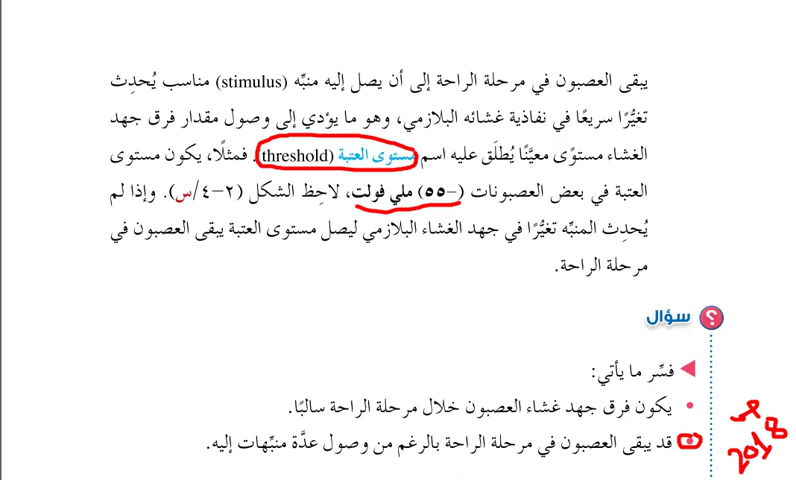 يبقى العصبون في مرحلة الراحة إلى أن يصل إليه منبِّه (stimulus) مناسب يُحدِث
تغيُّرًا سريعًا في نفاذية غشائه البلازمي، وهو ما يؤدي إلى وصول مقدار فرق جهد
الغشاء مستوًى معيَّنًا يُطلَق عليه اسم مستوى العتبة (threshold). فمثلًا، يكون مستوى
العتبة في بعض العصبونات (-٥٥) ملي فولت، لاحِظ الشكل (٢-٤/س). وإذا لم
يُحدِث المنبِّه تغيُّرًا في جهد الغشاء البلازمي ليصل مستوى العتبة يبقى العصبون في
مرحلة الراحة.
؟ سؤال
فسِّر ما يأتي:
يكون فرق جهد غشاء العصبون خلال مرحلة الراحة سالبًا.
قد يبقى العصبون في مرحلة الراحة بالرغم من وصول عدَّة منبِّهات إليه.
2018